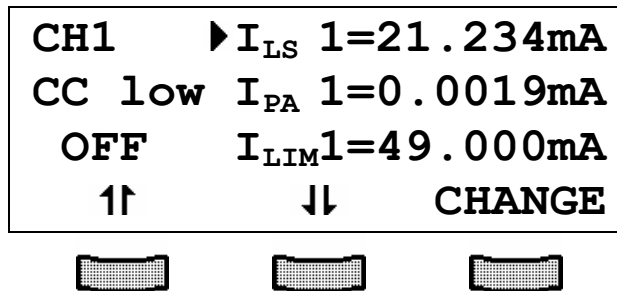 CH1 ▶ILS 1=21.234mA
CC low IPA 1=0.0019mA
OFF ILIM1=49.000mA
⇈ ⇊ CHANGE